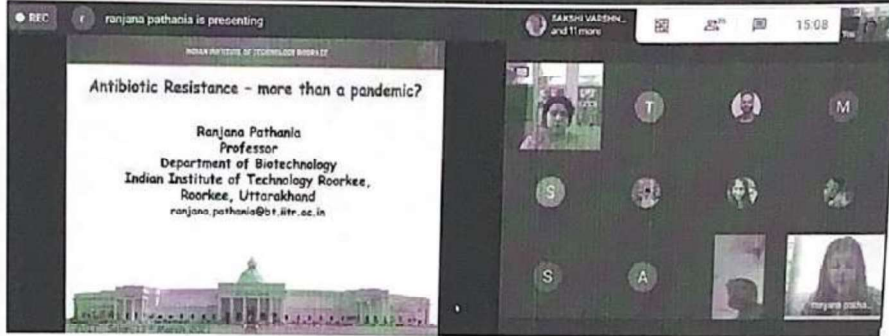 REC
r
ranjana pathania is presenting
SAKSHI VARSHN...
and 11 more
15:08
You
INDIAN INSTITUTE OF TECHNOLOGY ROORKEE
Antibiotic Resistance - more than a pandemic?
Ranjana Pathania
Professor
Department of Biotechnology
Indian Institute of Technology Roorkee,
Roorkee, Uttarakhand
ranjana.pathania@bt.iitr.ac.in
T
M
S
S
A